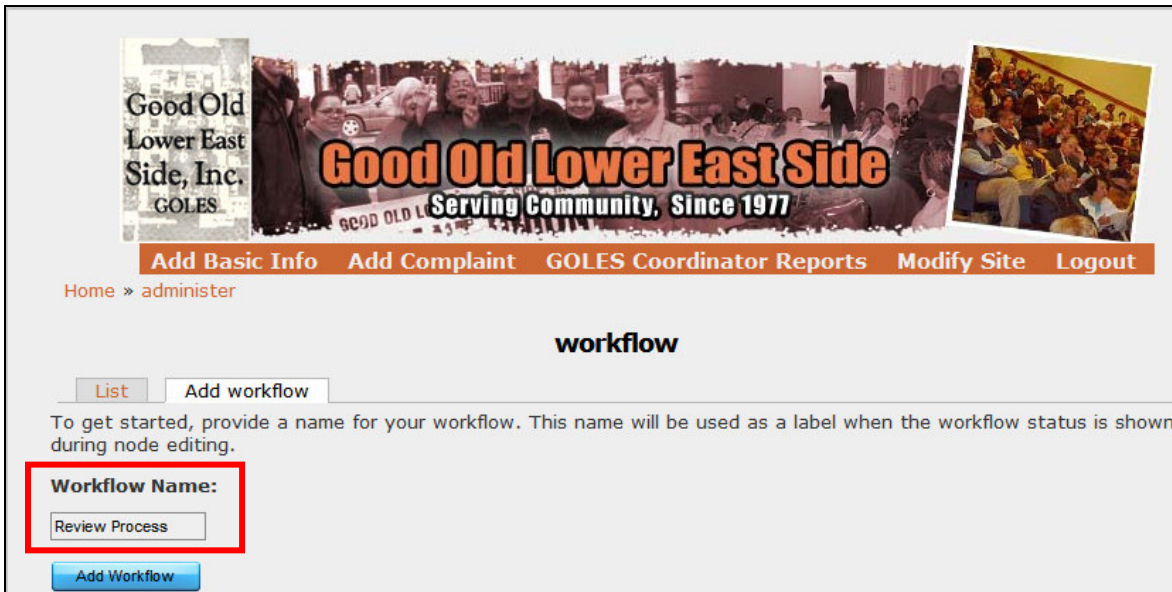 Good Old
Lower East
Side, Inc.
GOLES
Good Old Lower East Side
Serving Community, Since 1977
GOOD OLD L
Add Basic Info Add Complaint GOLES Coordinator Reports Modify Site Logout
Home » administer
workflow
List Add workflow
To get started, provide a name for your workflow. This name will be used as a label when the workflow status is shown
during node editing.
Workflow Name:
Review Process
Add Workflow